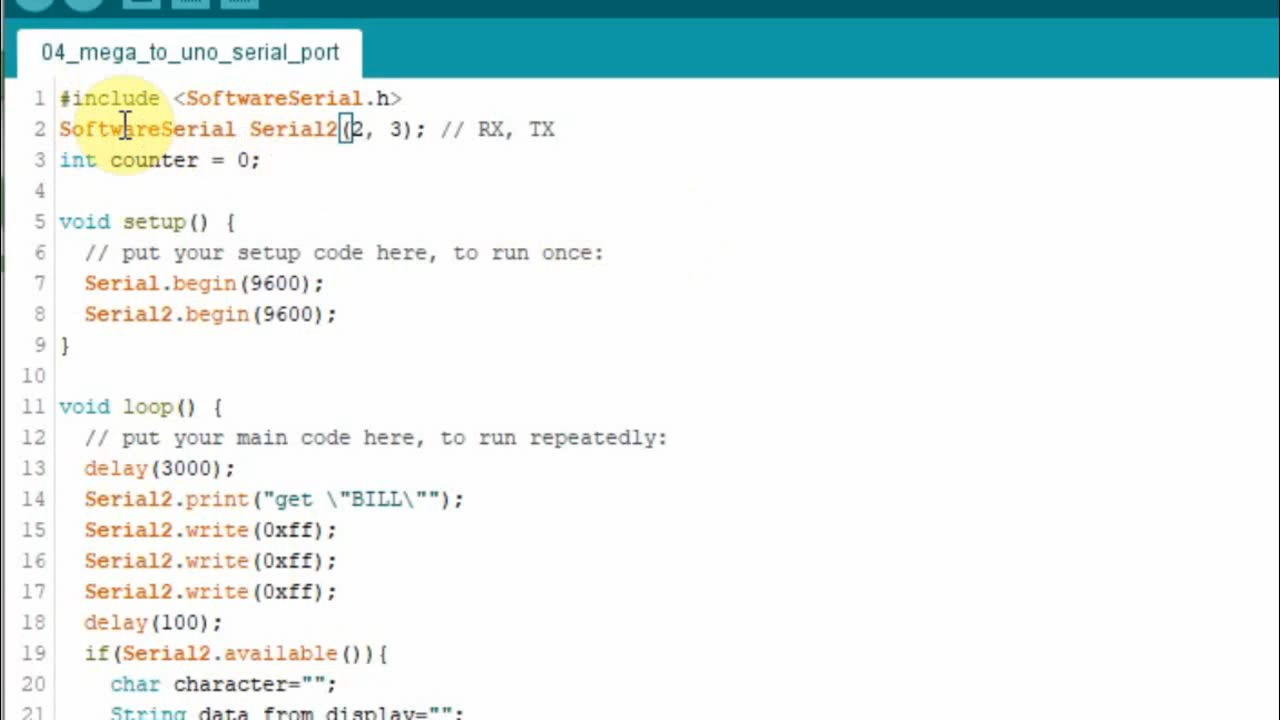 04_mega_to_uno_serial_port
1 #include <SoftwareSerial.h>
2 SoftwareSerial Serial2(2, 3); // RX, TX
3 int counter = 0;
4
5 void setup() {
6 // put your setup code here, to run once:
7 Serial.begin(9600);
8 Serial2.begin(9600);
9 }
10
11 void loop() {
12 // put your main code here, to run repeatedly:
13 delay(3000);
14 Serial2.print("get \"BILL\"");
15 Serial2.write(0xff);
16 Serial2.write(0xff);
17 Serial2.write(0xff);
18 delay(100);
19 if(Serial2.available()){
20 char character="";
21 String data_from_display="";